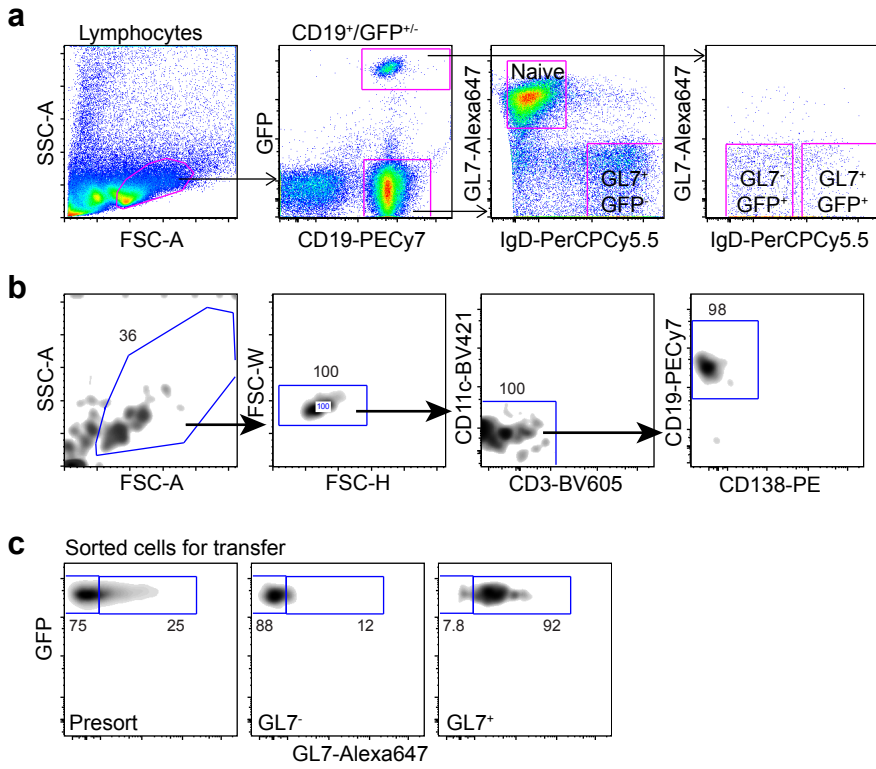 a
Lymphocytes
CD19+/GFP+/-
SSC-A
FSC-A
GFP
CD19-PECy7
GL7-Alexa647
Naive
GL7+
GFP-
IgD-PerCPCy5.5
GL7-Alexa647
GL7-
GFP+
GL7+
GFP+
IgD-PerCPCy5.5
b
SSC-A
36
FSC-A
FSC-W
100
100
FSC-H
CD11c-BV421
100
CD3-BV605
CD19-PECy7
98
CD138-PE
c
Sorted cells for transfer
GFP
75
25
Presort
88
12
GL7-
7.8
92
GL7+
GL7-Alexa647